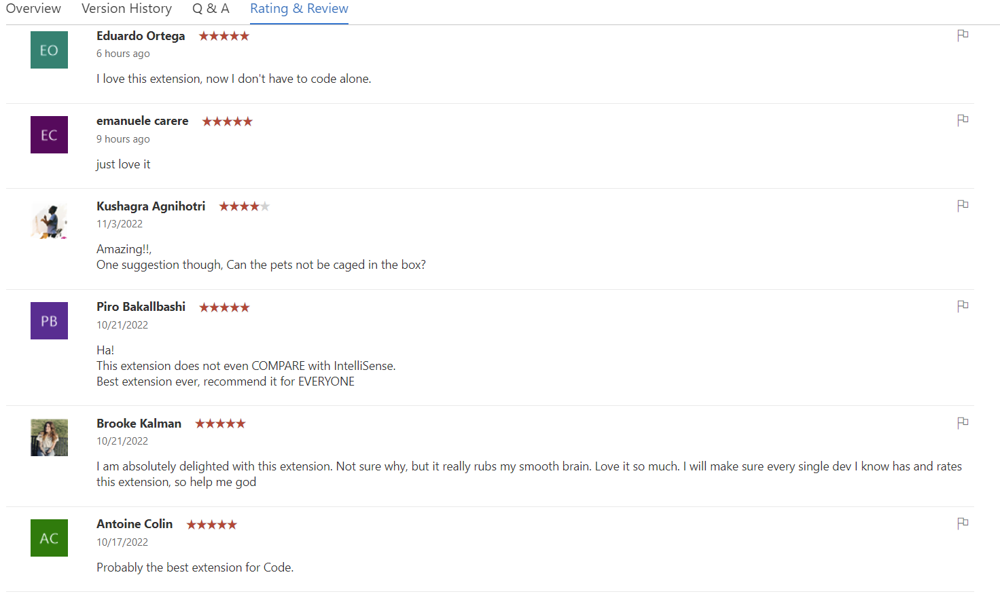 Overview Version History Q & A Rating & Review
EO
Eduardo Ortega
6 hours ago
I love this extension, now I don't have to code alone.
EC
emanuele carere
9 hours ago
just love it
Kushagra Agnihotri
11/3/2022
Amazing!!,
One suggestion though, Can the pets not be caged in the box?
PB
Piro Bakallbashi
10/21/2022
Ha!
This extension does not even COMPARE with IntelliSense.
Best extension ever, recommend it for EVERYONE
Brooke Kalman
10/21/2022
I am absolutely delighted with this extension. Not sure why, but it really rubs my smooth brain. Love it so much. I will make sure every single dev I know has and rates
this extension, so help me god
AC
Antoine Colin
10/17/2022
Probably the best extension for Code.